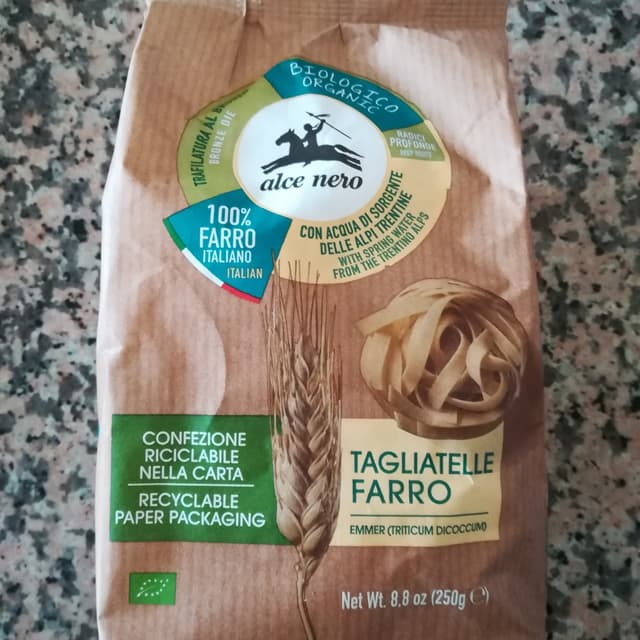 BIOLOGICO
ORGANIC
TRAFILATURA AL
BRONZE DIE
RADICI
PROFONDE
DEEP ROOTS
alce nero
100%
FARRO
ITALIANO
ITALIAN
CON ACQUA DI SORGENTE
DELLE ALPI TRENTINE
WITH SPRING WATER
FROM THE TRENTINO ALPS
CONFEZIONE
RICICLABILE
NELLA CARTA
RECYCLABLE
PAPER PACKAGING
TAGLIATELLE
FARRO
EMMER (TRITICUM DICOCCUM)
Net Wt. 8.8 oz (250g ℮)